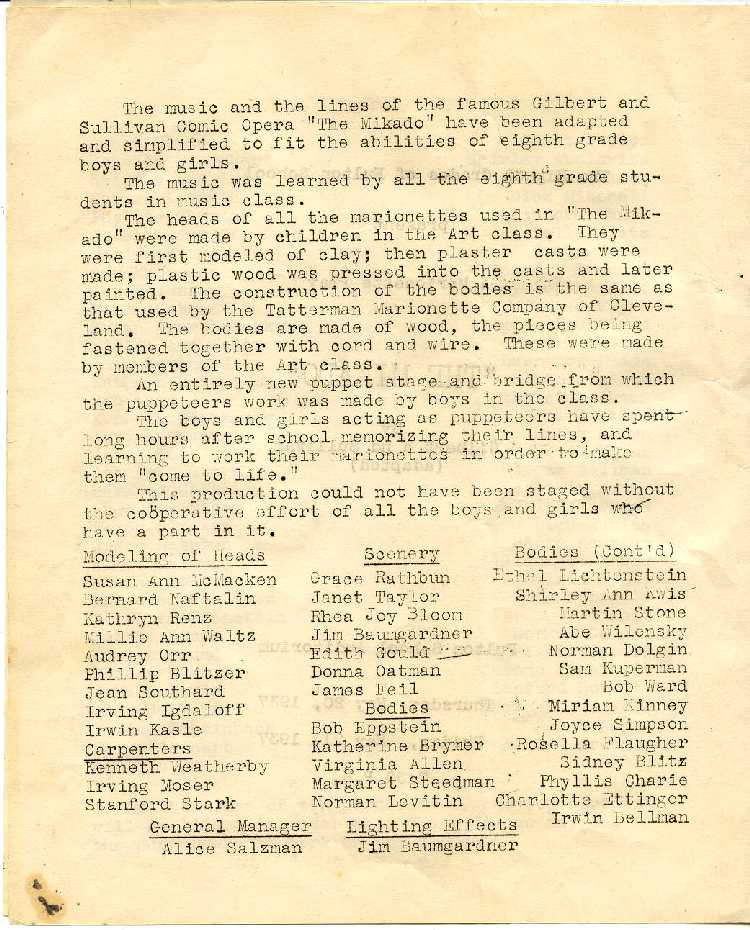 The music and the lines of the famous Gilbert and
Sullivan Comic Opera "The Mikado" have been adapted
and simplified to fit the abilities of eighth grade
boys and girls.
The music was learned by all the eighth grade stu-
dents in music class.
The heads of all the marionettes used in "The Mik-
ado" were made by children in the Art class. They
were first modeled of clay; then plaster casts were
made; plastic wood was pressed into the casts and later
painted. The construction of the bodies is the same as
that used by the Tatterman Marionette Company of Cleve-
land. The bodies are made of wood, the pieces being
fastened together with cord and wire. These were made
by members of the Art class.
An entirely new puppet stage and bridge from which
the puppeteers work was made by boys in the class.
The boys and girls acting as puppeteers have spent
long hours after school memorizing their lines, and
learning to work their marionettes in order to make
them "come to life."
This production could not have been staged without
the coöperative effort of all the boys and girls who
have a part in it.
Modeling of Heads
Susan Ann McMacken
Bernard Naftalin
Kathryn Renz
Millie Ann Waltz
Audrey Orr
Phillip Blitzer
Jean Southard
Irving Igdaloff
Irwin Kasle
Carpenters
Kenneth Weatherby
Irving Moser
Stanford Stark
Scenery
Grace Rathbun
Janet Taylor
Rhea Joy Bloom
Jim Baumgardner
Edith Gould
Donna Oatman
James Heil
Bodies
Bob Eppstein
Katherine Brymer
Virginia Allen
Margaret Steedman
Norman Levitin
Bodies (Cont'd)
Ethel Lichtenstein
Shirley Ann Awis
Martin Stone
Abe Wilensky
Norman Dolgin
Sam Kuperman
Bob Ward
Miriam Kinney
Joyce Simpson
Rosella Flaugher
Sidney Blitz
Phyllis Charie
Charlotte Ettinger
Irwin Bellman
General Manager
Alice Salzman
Lighting Effects
Jim Baumgardner